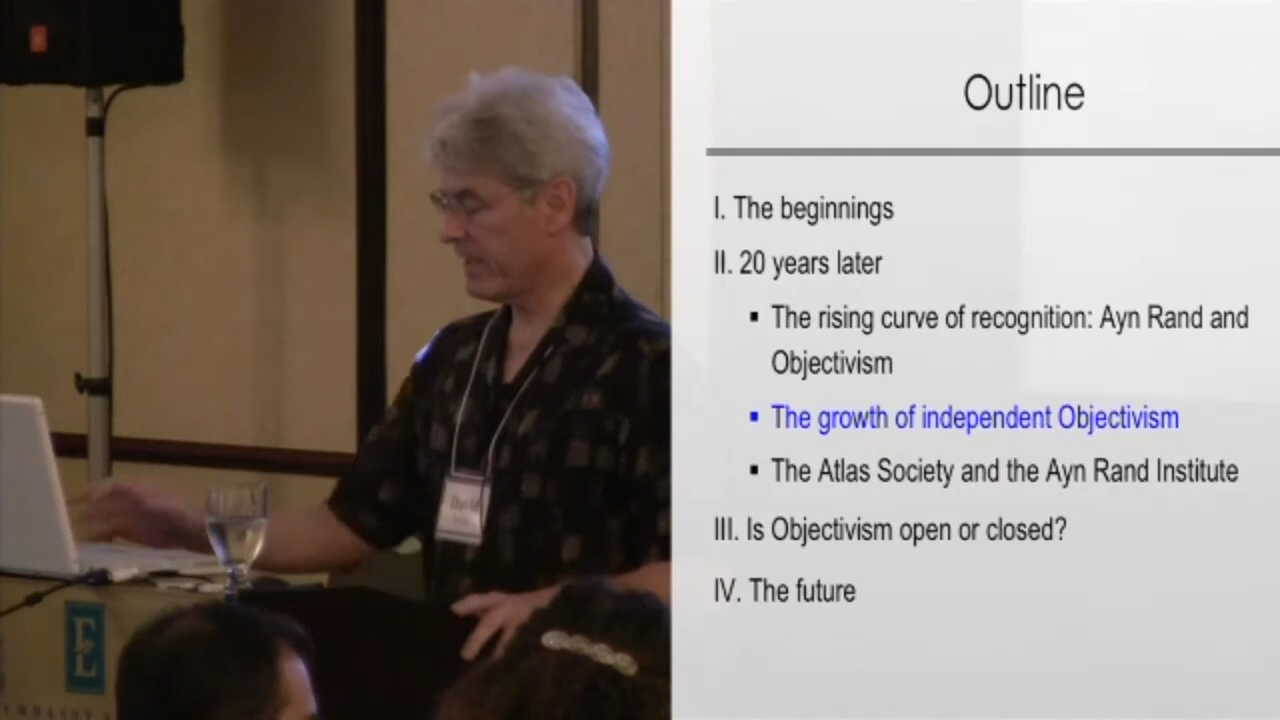 Outline
I. The beginnings
II. 20 years later
▪ The rising curve of recognition: Ayn Rand and
Objectivism
▪ The growth of independent Objectivism
▪ The Atlas Society and the Ayn Rand Institute
III. Is Objectivism open or closed?
IV. The future
David
E
L
EMBASSY